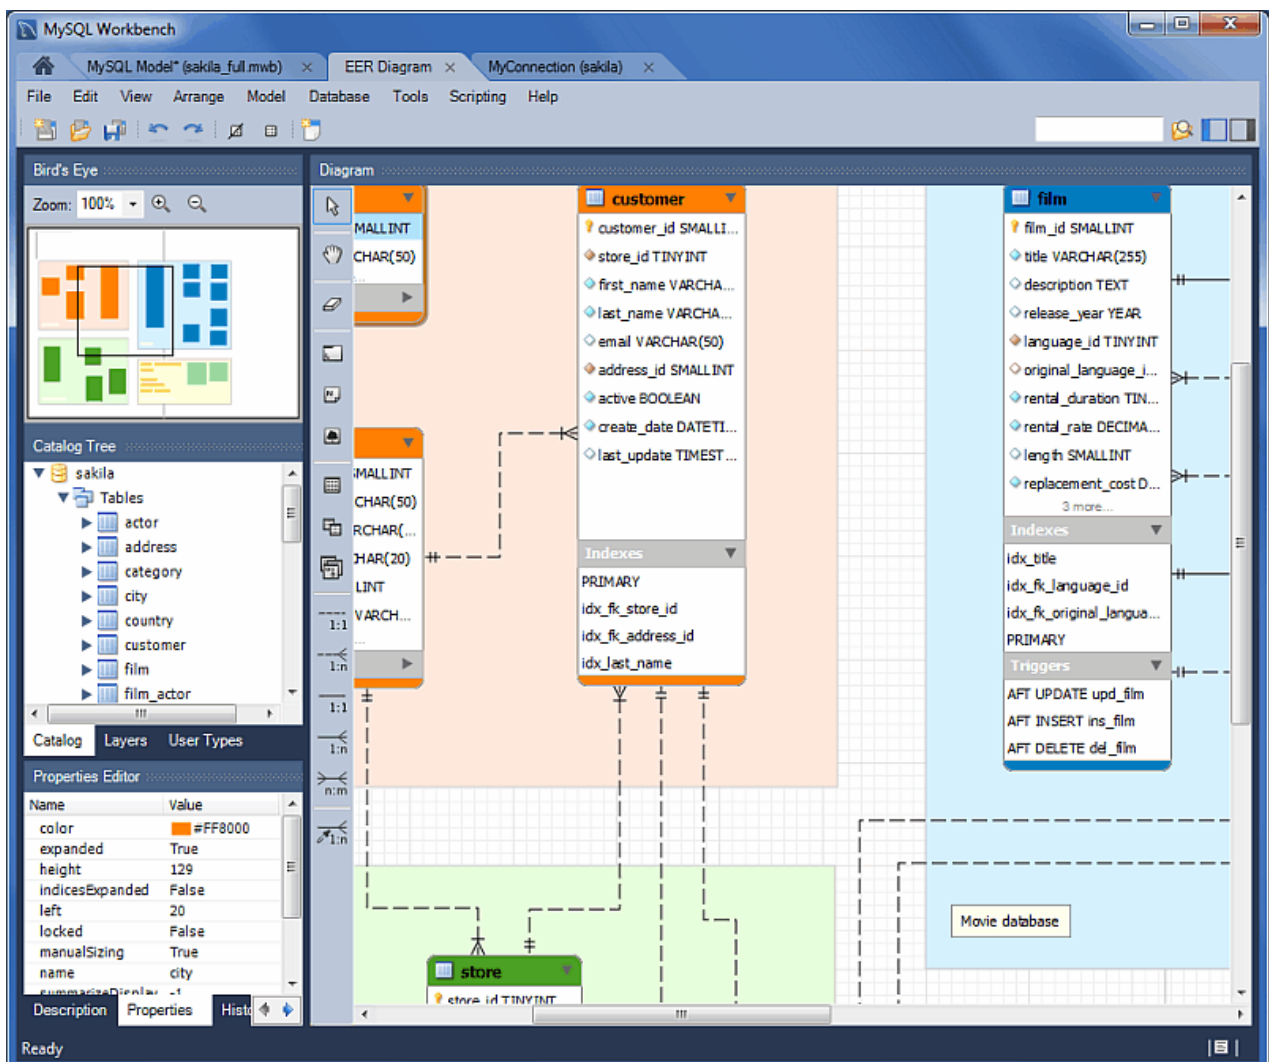 MySQL Workbench
MySQL Model* (sakila_full.mwb) EER Diagram MyConnection (sakila)
File Edit View Arrange Model Database Tools Scripting Help
Bird's Eye
Zoom: 100%
Catalog Tree
sakila
Tables
actor
address
category
city
country
customer
film
film_actor
Catalog Layers User Types
Properties Editor
Name Value
color #FF8000
expanded True
height 129
indicesExpanded False
left 20
locked False
manualSizing True
name city
summarizeDisplay -1
Description Properties Histo
Diagram
1:1
1:n
1:1
1:n
n:m
1:n
MALLINT
CHAR(50)
SMALLINT
CHAR(50)
RCHAR(...
HAR(20)
LINT
VARCH...
customer
customer_id SMALLI...
store_id TINYINT
first_name VARCHA...
last_name VARCHA...
email VARCHAR(50)
address_id SMALLINT
active BOOLEAN
create_date DATETI...
last_update TIMEST...
Indexes
PRIMARY
idx_fk_store_id
idx_fk_address_id
idx_last_name
store
store_id TINYINT
film
film_id SMALLINT
title VARCHAR(255)
description TEXT
release_year YEAR
language_id TINYINT
original_language_i...
rental_duration TIN...
rental_rate DECIMA...
length SMALLINT
replacement_cost D...
3 more...
Indexes
idx_title
idx_fk_language_id
idx_fk_original_langua...
PRIMARY
Triggers
AFT UPDATE upd_film
AFT INSERT ins_film
AFT DELETE del_film
Movie database
Ready